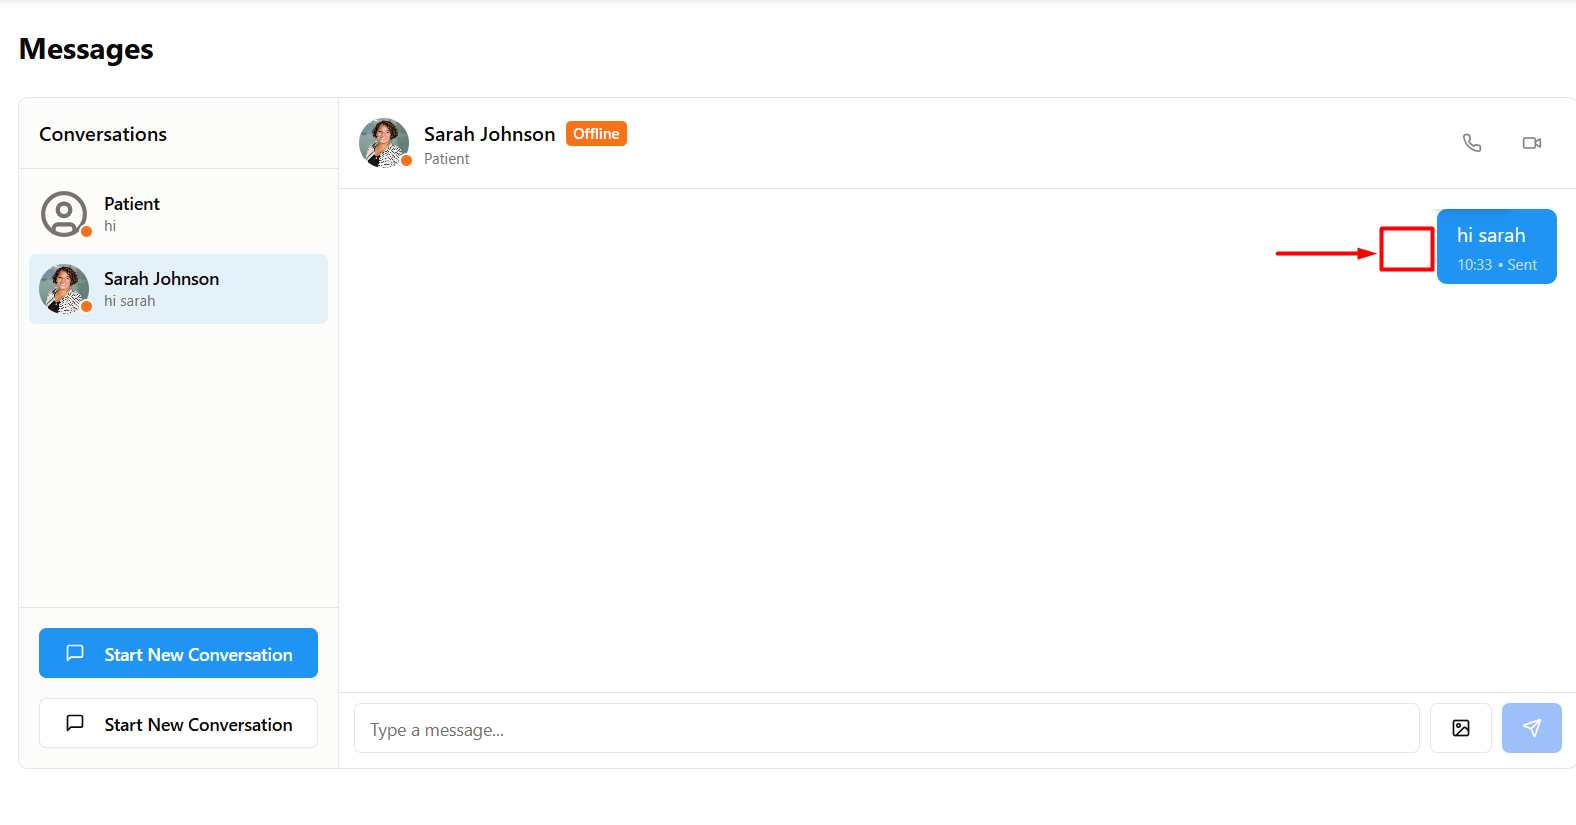 Messages
Conversations
Patient
hi
Sarah Johnson
hi sarah
Start New Conversation
Start New Conversation
Sarah Johnson Offline
Patient
hi sarah
10:33 • Sent
Type a message...